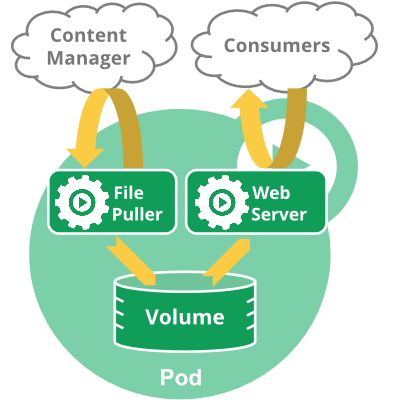 Content
Manager
Consumers
File
Puller
Web
Server
Volume
Pod